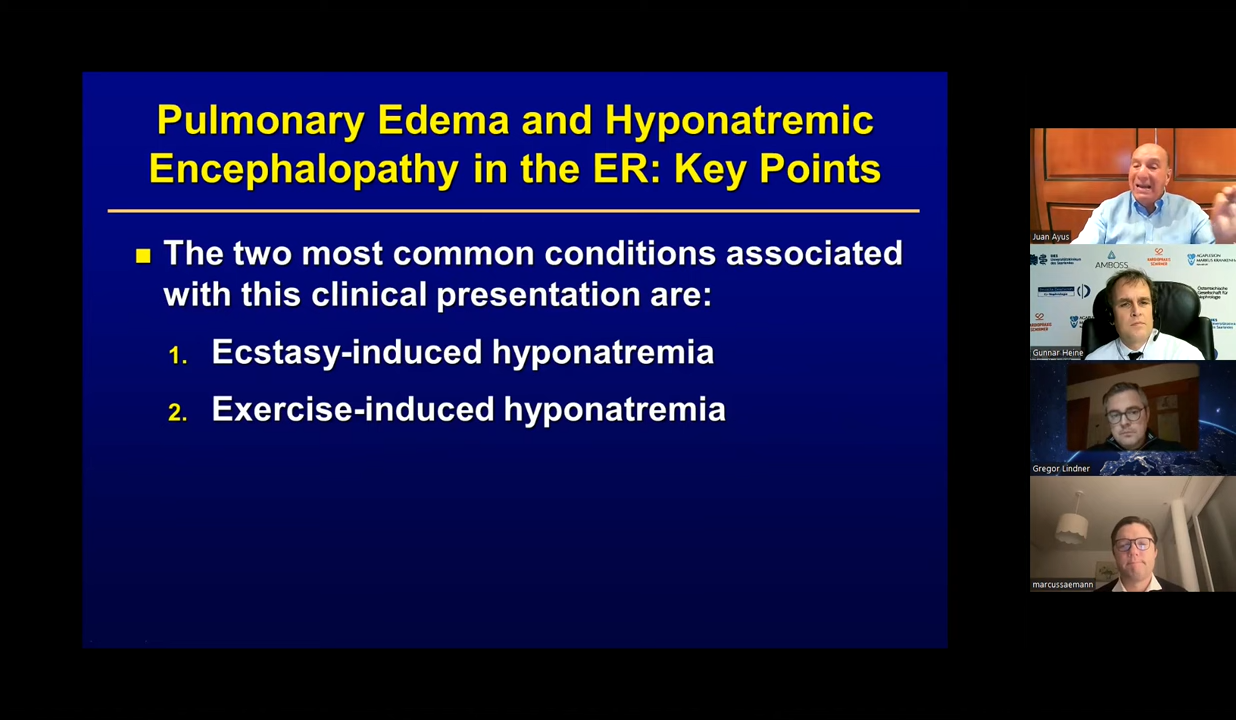 Pulmonary Edema and Hyponatremic
Encephalopathy in the ER: Key Points
The two most common conditions associated
with this clinical presentation are:
1. Ecstasy-induced hyponatremia
2. Exercise-induced hyponatremia
Juan Ayus
AMBOSS
Gunnar Heine
Gregor Lindner
marcussaemann